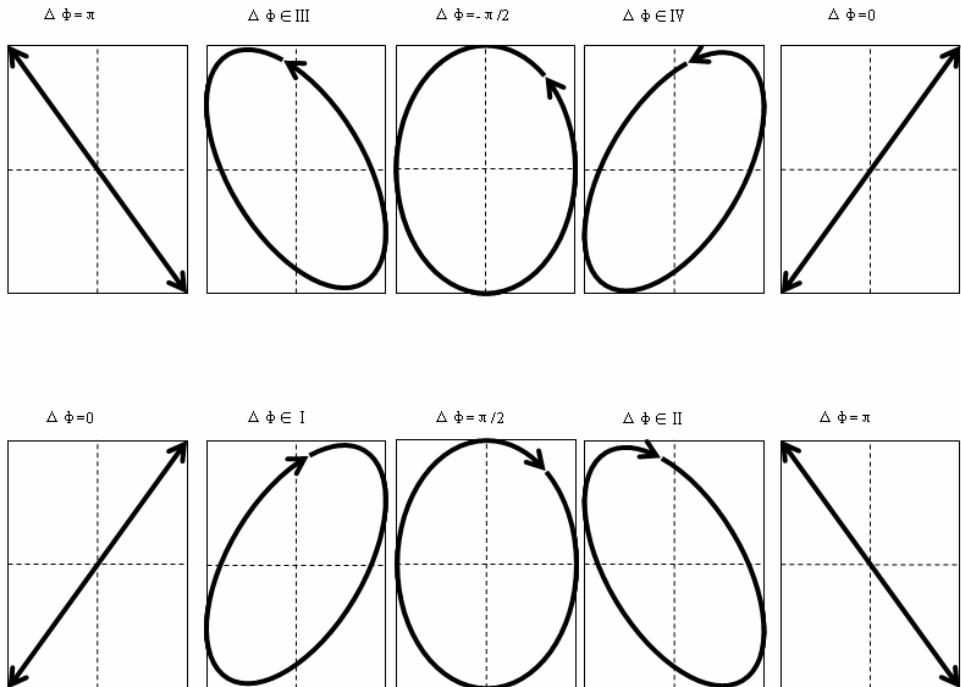 Δ ϕ=π Δ ϕ∈III Δ ϕ=-π/2 Δ ϕ∈IV Δ ϕ=0
Δ ϕ=0 Δ ϕ∈ I Δ ϕ=π/2 Δ ϕ∈II Δ ϕ=π